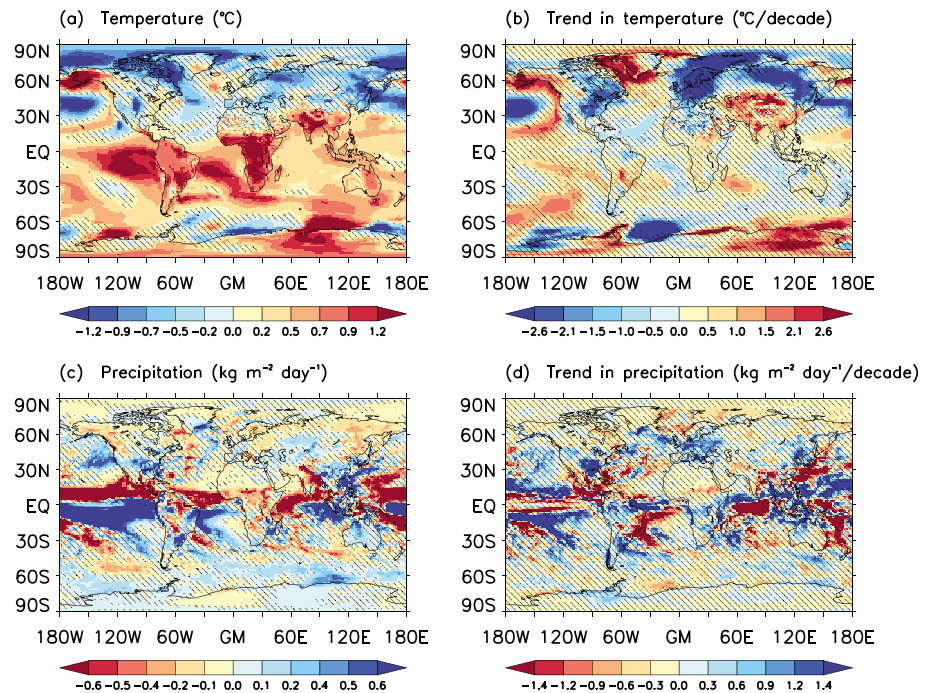 (a) Temperature (°C)
90N
60N
30N
EQ
30S
60S
90S
180W 120W 60W GM 60E 120E 180E
−1.2 −0.9 −0.7 −0.5 −0.2 0.0 0.2 0.5 0.7 0.9 1.2
(b) Trend in temperature (°C/decade)
90N
60N
30N
EQ
30S
60S
90S
180W 120W 60W GM 60E 120E 180E
−2.6 −2.1 −1.5 −1.0 −0.5 0.0 0.5 1.0 1.5 2.1 2.6
(c) Precipitation (kg m⁻² day⁻¹)
90N
60N
30N
EQ
30S
60S
90S
180W 120W 60W GM 60E 120E 180E
−0.6 −0.5 −0.4 −0.2 −0.1 0.0 0.1 0.2 0.4 0.5 0.6
(d) Trend in precipitation (kg m⁻² day⁻¹/decade)
90N
60N
30N
EQ
30S
60S
90S
180W 120W 60W GM 60E 120E 180E
−1.4 −1.2 −0.9 −0.6 −0.3 0.0 0.3 0.6 0.9 1.2 1.4